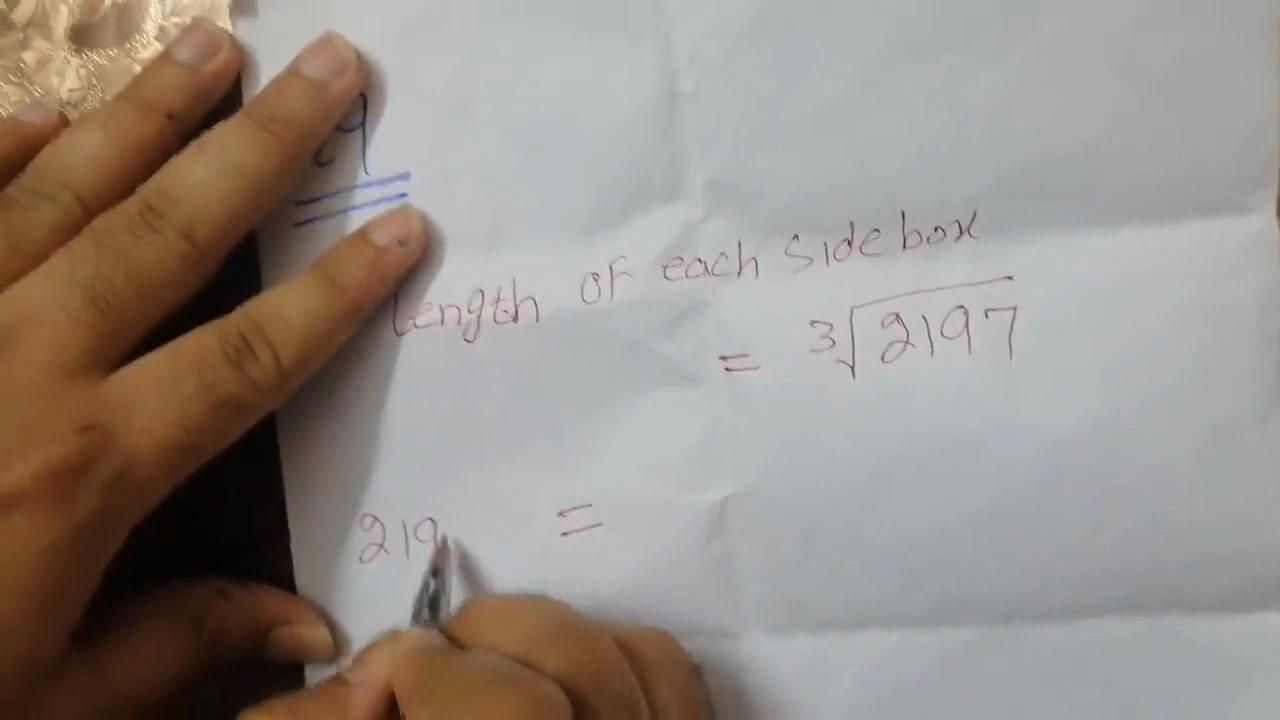 length of each side box
= ³√2197
219 =